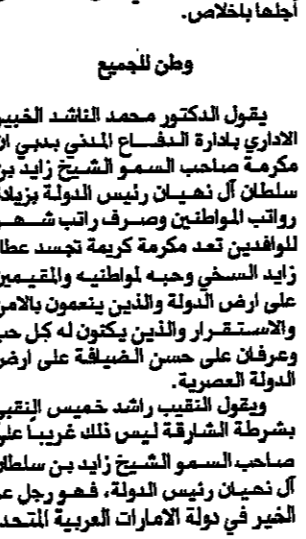 أجلها باخلاص.
وطن للجميع
يقول الدكتور محمد الناشد الخبير
الاداري بادارة الدفاع المدني بدبي ان
مكرمة صاحب السمو الشيخ زايد بن
سلطان آل نهيان رئيس الدولة بزيادة
رواتب المواطنين وصرف راتب شهر
للوافدين تعد مكرمة كريمة تجسد عطاء
زايد السخي وحبه لمواطنيه والمقيمين
على ارض الدولة والذين ينعمون بالامن
والاستقرار والذين يكنون له كل حب
وعرفان على حسن الضيافة على ارض
الدولة العصرية.
ويقول النقيب راشد خميس النقبي
بشرطة الشارقة ليس ذلك غريباً على
صاحب السمو الشيخ زايد بن سلطان
آل نهيان رئيس الدولة، فهو رجل
الخير في دولة الامارات العربية المتحدة